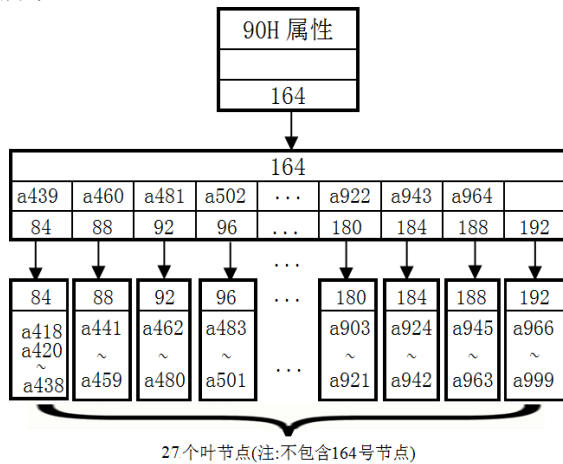 90H 属性
164
164
a439 a460 a481 a502 ... a922 a943 a964
84 88 92 96 ... 180 184 188 192
...
84 88 92 96 ... 180 184 188 192
a418 a441 a462 a483 a903 a924 a945 a966
a420
~ ~ ~ ~ ... ~ ~ ~ ~
a438 a459 a480 a501 a921 a942 a963 a999
27个叶节点(注:不包含164号节点)